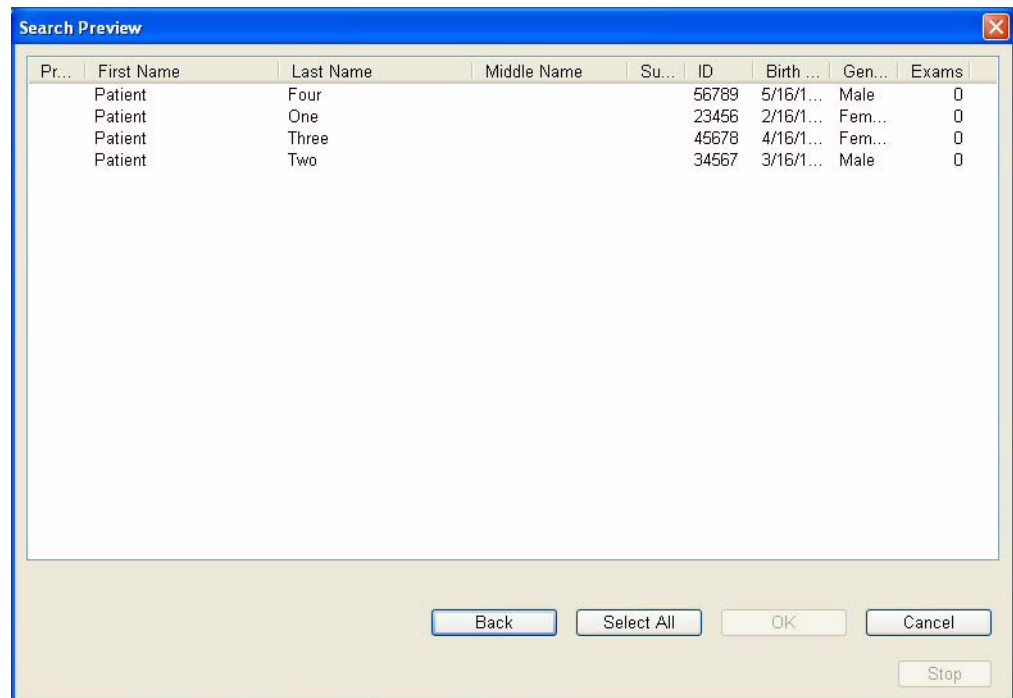 Search Preview
Pr... First Name Last Name Middle Name Su... ID Birth ... Gen... Exams
Patient Four 56789 5/16/1... Male 0
Patient One 23456 2/16/1... Fem... 0
Patient Three 45678 4/16/1... Fem... 0
Patient Two 34567 3/16/1... Male 0
Back Select All OK Cancel
Stop